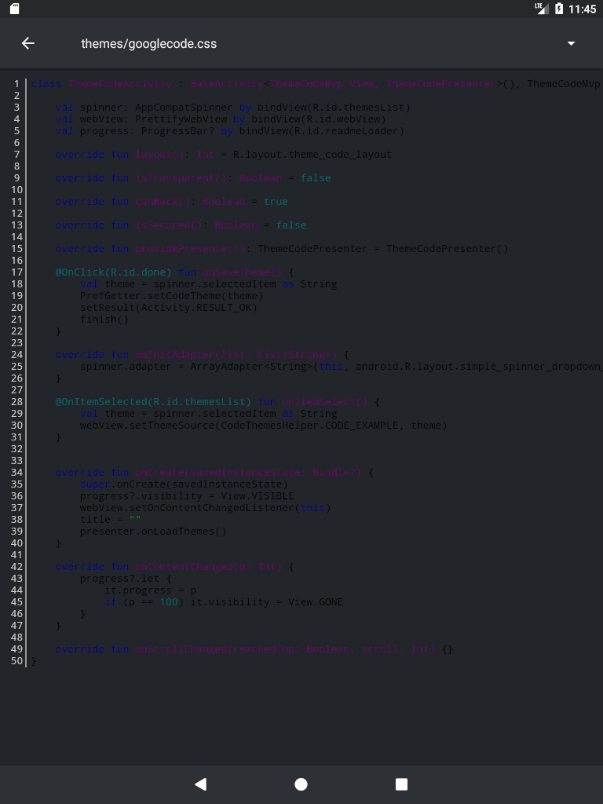 LTE 11:45
themes/googlecode.css
1 class ThemeCodeActivity : BaseActivity<ThemeCodeMvp.View, ThemeCodePresenter>(), ThemeCodeMvp
2
3 val spinner: AppCompatSpinner by bindView(R.id.themesList)
4 val webView: PrettifyWebView by bindView(R.id.webView)
5 val progress: ProgressBar? by bindView(R.id.readmeLoader)
6
7 override fun layout(): Int = R.layout.theme_code_layout
8
9 override fun isTransparent(): Boolean = false
10
11 override fun canBack(): Boolean = true
12
13 override fun isSecured(): Boolean = false
14
15 override fun providePresenter(): ThemeCodePresenter = ThemeCodePresenter()
16
17 @OnClick(R.id.done) fun onSaveTheme() {
18 val theme = spinner.selectedItem as String
19 PrefGetter.setCodeTheme(theme)
20 setResult(Activity.RESULT_OK)
21 finish()
22 }
23
24 override fun onInitAdapter(list: List<String>) {
25 spinner.adapter = ArrayAdapter<String>(this, android.R.layout.simple_spinner_dropdown_
26 }
27
28 @OnItemSelected(R.id.themesList) fun onItemSelect() {
29 val theme = spinner.selectedItem as String
30 webView.setThemeSource(CodeThemesHelper.CODE_EXAMPLE, theme)
31 }
32
33
34 override fun onCreate(savedInstanceState: Bundle?) {
35 super.onCreate(savedInstanceState)
36 progress?.visibility = View.VISIBLE
37 webView.setOnContentChangedListener(this)
38 title = ""
39 presenter.onLoadThemes()
40 }
41
42 override fun onContentChanged(p: Int) {
43 progress?.let {
44 it.progress = p
45 if (p == 100) it.visibility = View.GONE
46 }
47 }
48
49 override fun onScrollChanged(reachedTop: Boolean, scroll: Int) {}
50 }